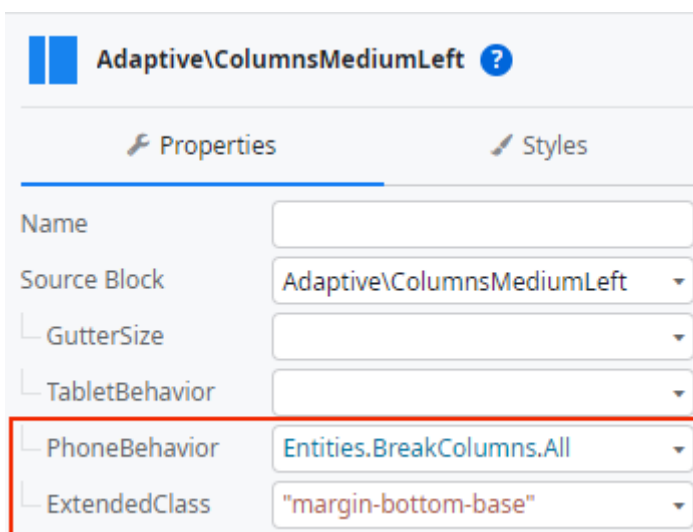 Adaptive\ColumnsMediumLeft ?
Properties Styles
Name
Source Block Adaptive\ColumnsMediumLeft
GutterSize
TabletBehavior
PhoneBehavior Entities.BreakColumns.All
ExtendedClass "margin-bottom-base"